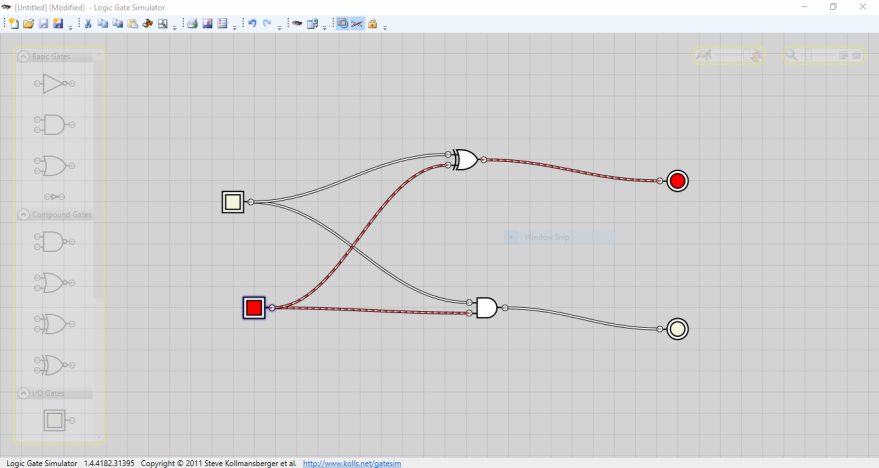 [Untitled] (Modified) - Logic Gate Simulator
Basic Gates
Compound Gates
Window Snip
I/O Gates
Logic Gate Simulator 1.4.4182.31395 Copyright © 2011 Steve Kollmansberger et al. http://www.kolls.net/gatesim